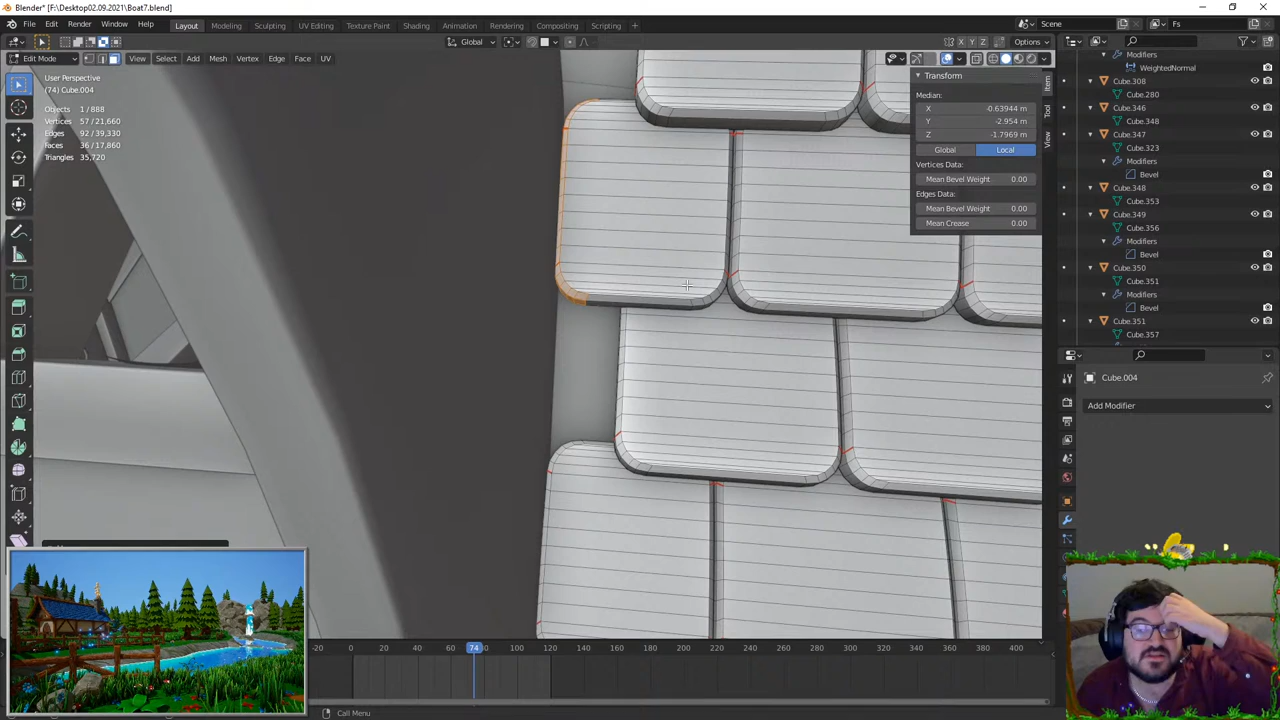 Blender* [F:\Desktop02.09.2021\Boat7.blend]
File Edit Render Window Help Layout Modeling Sculpting UV Editing Texture Paint Shading Animation Rendering Compositing Scripting + Scene Fs
Global X Y Z Options
Edit Mode View Select Add Mesh Vertex Edge Face UV
User Perspective
(74) Cube.004
Objects 1 / 888
Vertices 57 / 21,660
Edges 92 / 39,330
Faces 36 / 17,860
Triangles 35,720
Transform
Median:
X -0.63944 m
Y -2.954 m
Z -1.7969 m
Global Local
Vertices Data:
Mean Bevel Weight 0.00
Edges Data:
Mean Bevel Weight 0.00
Mean Crease 0.00
Item
Tool
View
Modifiers
WeightedNormal
Cube.308
Cube.280
Cube.346
Cube.348
Cube.347
Cube.323
Modifiers
Bevel
Cube.348
Cube.353
Cube.349
Cube.356
Modifiers
Bevel
Cube.350
Cube.351
Modifiers
Bevel
Cube.351
Cube.357
Cube.004
Add Modifier
-20 0 20 40 60 74 80 100 120 140 160 180 200 220 240 260 280 300 320 340 360 380 400
Call Menu